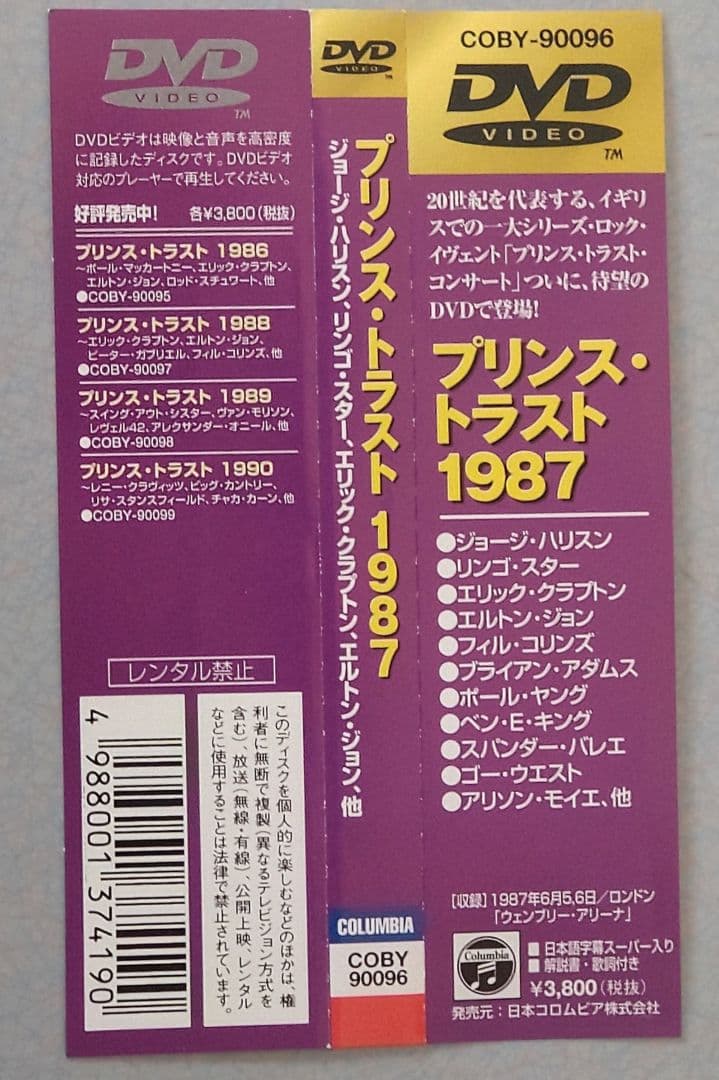 DVD
VIDEO
TM
DVDビデオは映像と音声を高密度
に記録したディスクです。DVDビデオ
対応のプレーヤーで再生してください。
好評発売中! 各¥3,800(税抜)
プリンス・トラスト 1986
〜ポール・マッカートニー、エリック・クラプトン、
エルトン・ジョン、ロッド・スチュワート、他
●COBY-90095
プリンス・トラスト 1988
〜エリック・クラプトン、エルトン・ジョン、
ピーター・ガブリエル、フィル・コリンズ、他
●COBY-90097
プリンス・トラスト 1989
〜スイング・アウト・シスター、ヴァン・モリソン、
レヴェル42、アレクサンダー・オニール、他
●COBY-90098
プリンス・トラスト 1990
〜レニー・クラヴィッツ、ビッグ・カントリー、
リサ・スタンスフィールド、チャカ・カーン、他
●COBY-90099
レンタル禁止
4 988001 374190
このディスクを個人的に楽しむなどのほかは、権
利者に無断で複製(異なるテレビジョン方式を
含む)、放送(無線・有線)、公開上映、レンタル
などに使用することは法律で禁止されています。
DVD
VIDEO
TM
プリンス・トラスト 1987
ジョージ・ハリスン、リンゴ・スター、エリック・クラプトン、エルトン・ジョン、他
COLUMBIA
COBY
90096
COBY-90096
DVD
VIDEO
TM
20世紀を代表する、イギリ
スでの一大シリーズ・ロック・
イヴェント「プリンス・トラスト・
コンサート」ついに、待望の
DVDで登場!
プリンス・
トラスト
1987
●ジョージ・ハリスン
●リンゴ・スター
●エリック・クラプトン
●エルトン・ジョン
●フィル・コリンズ
●ブライアン・アダムス
●ポール・ヤング
●ベン・E・キング
●スパンダー・バレエ
●ゴー・ウエスト
●アリソン・モイエ、他
[収録]1987年6月5,6日/ロンドン
「ウェンブリー・アリーナ」
Columbia
■日本語字幕スーパー入り
■解説書・歌詞付き
¥3,800(税抜)
発売元:日本コロムビア株式会社